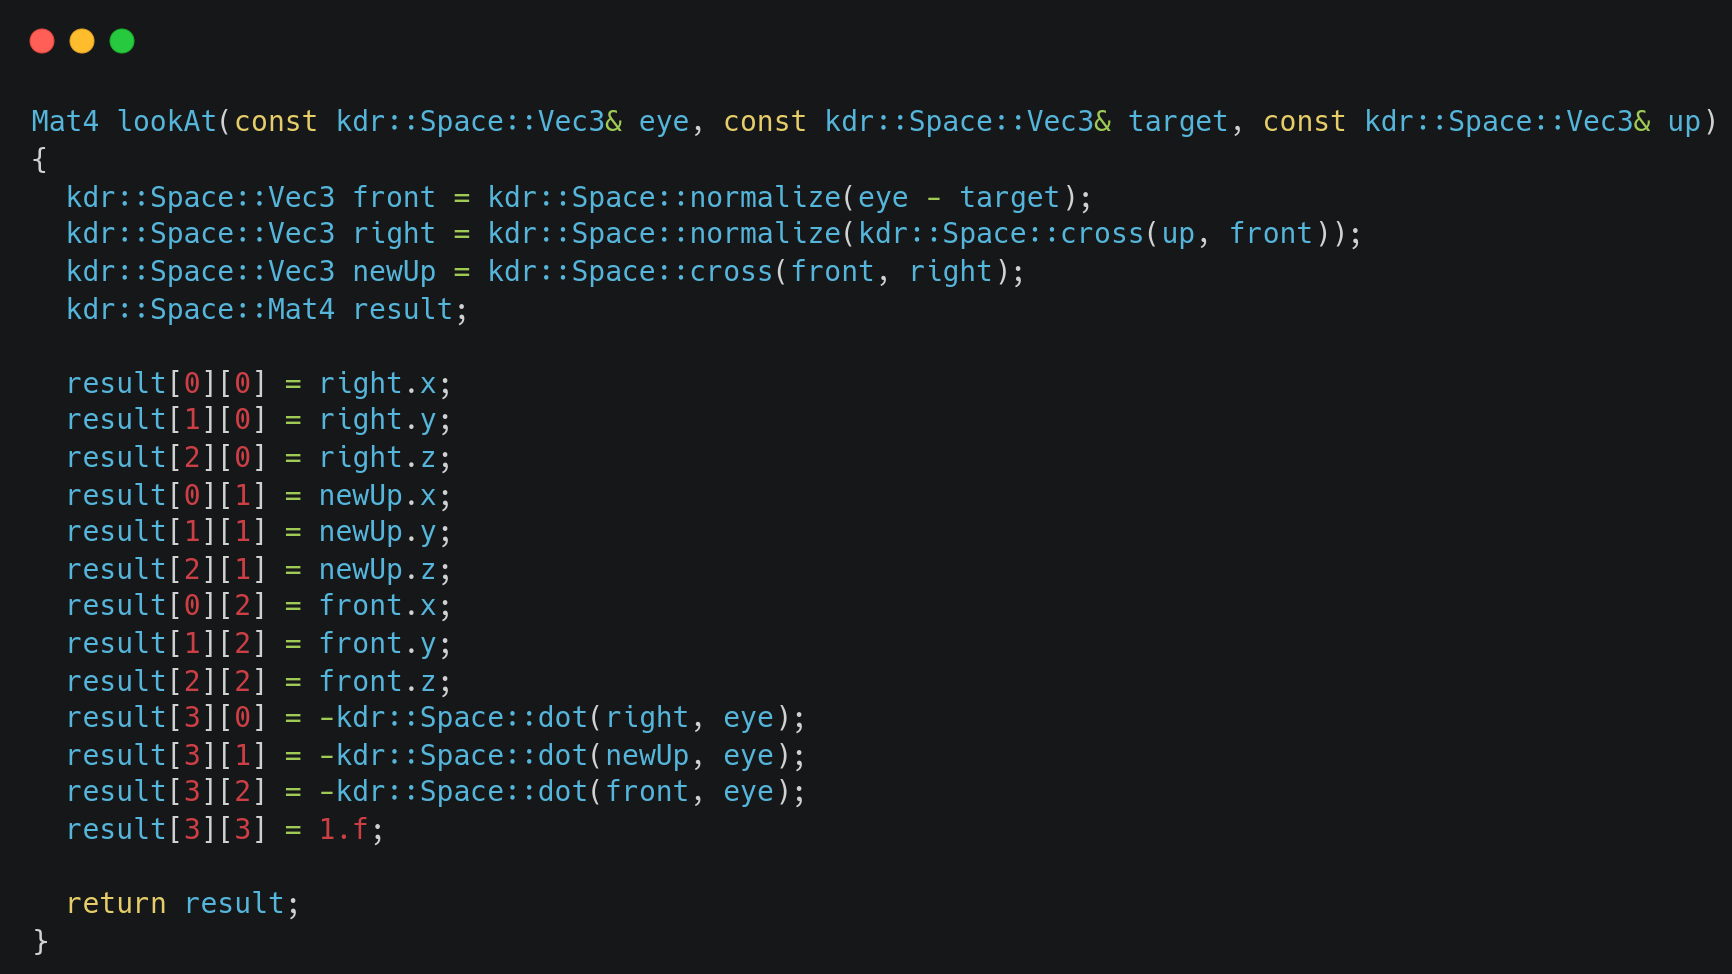 Mat4 lookAt(const kdr::Space::Vec3& eye, const kdr::Space::Vec3& target, const kdr::Space::Vec3& up)
{
  kdr::Space::Vec3 front = kdr::Space::normalize(eye - target);
  kdr::Space::Vec3 right = kdr::Space::normalize(kdr::Space::cross(up, front));
  kdr::Space::Vec3 newUp = kdr::Space::cross(front, right);
  kdr::Space::Mat4 result;

  result[0][0] = right.x;
  result[1][0] = right.y;
  result[2][0] = right.z;
  result[0][1] = newUp.x;
  result[1][1] = newUp.y;
  result[2][1] = newUp.z;
  result[0][2] = front.x;
  result[1][2] = front.y;
  result[2][2] = front.z;
  result[3][0] = -kdr::Space::dot(right, eye);
  result[3][1] = -kdr::Space::dot(newUp, eye);
  result[3][2] = -kdr::Space::dot(front, eye);
  result[3][3] = 1.f;

  return result;
}